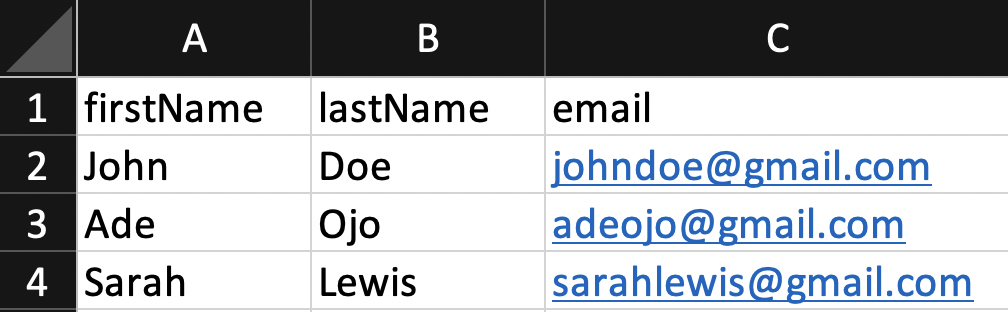 A B C
1 firstName lastName email
2 John Doe johndoe@gmail.com
3 Ade Ojo adeojo@gmail.com
4 Sarah Lewis sarahlewis@gmail.com